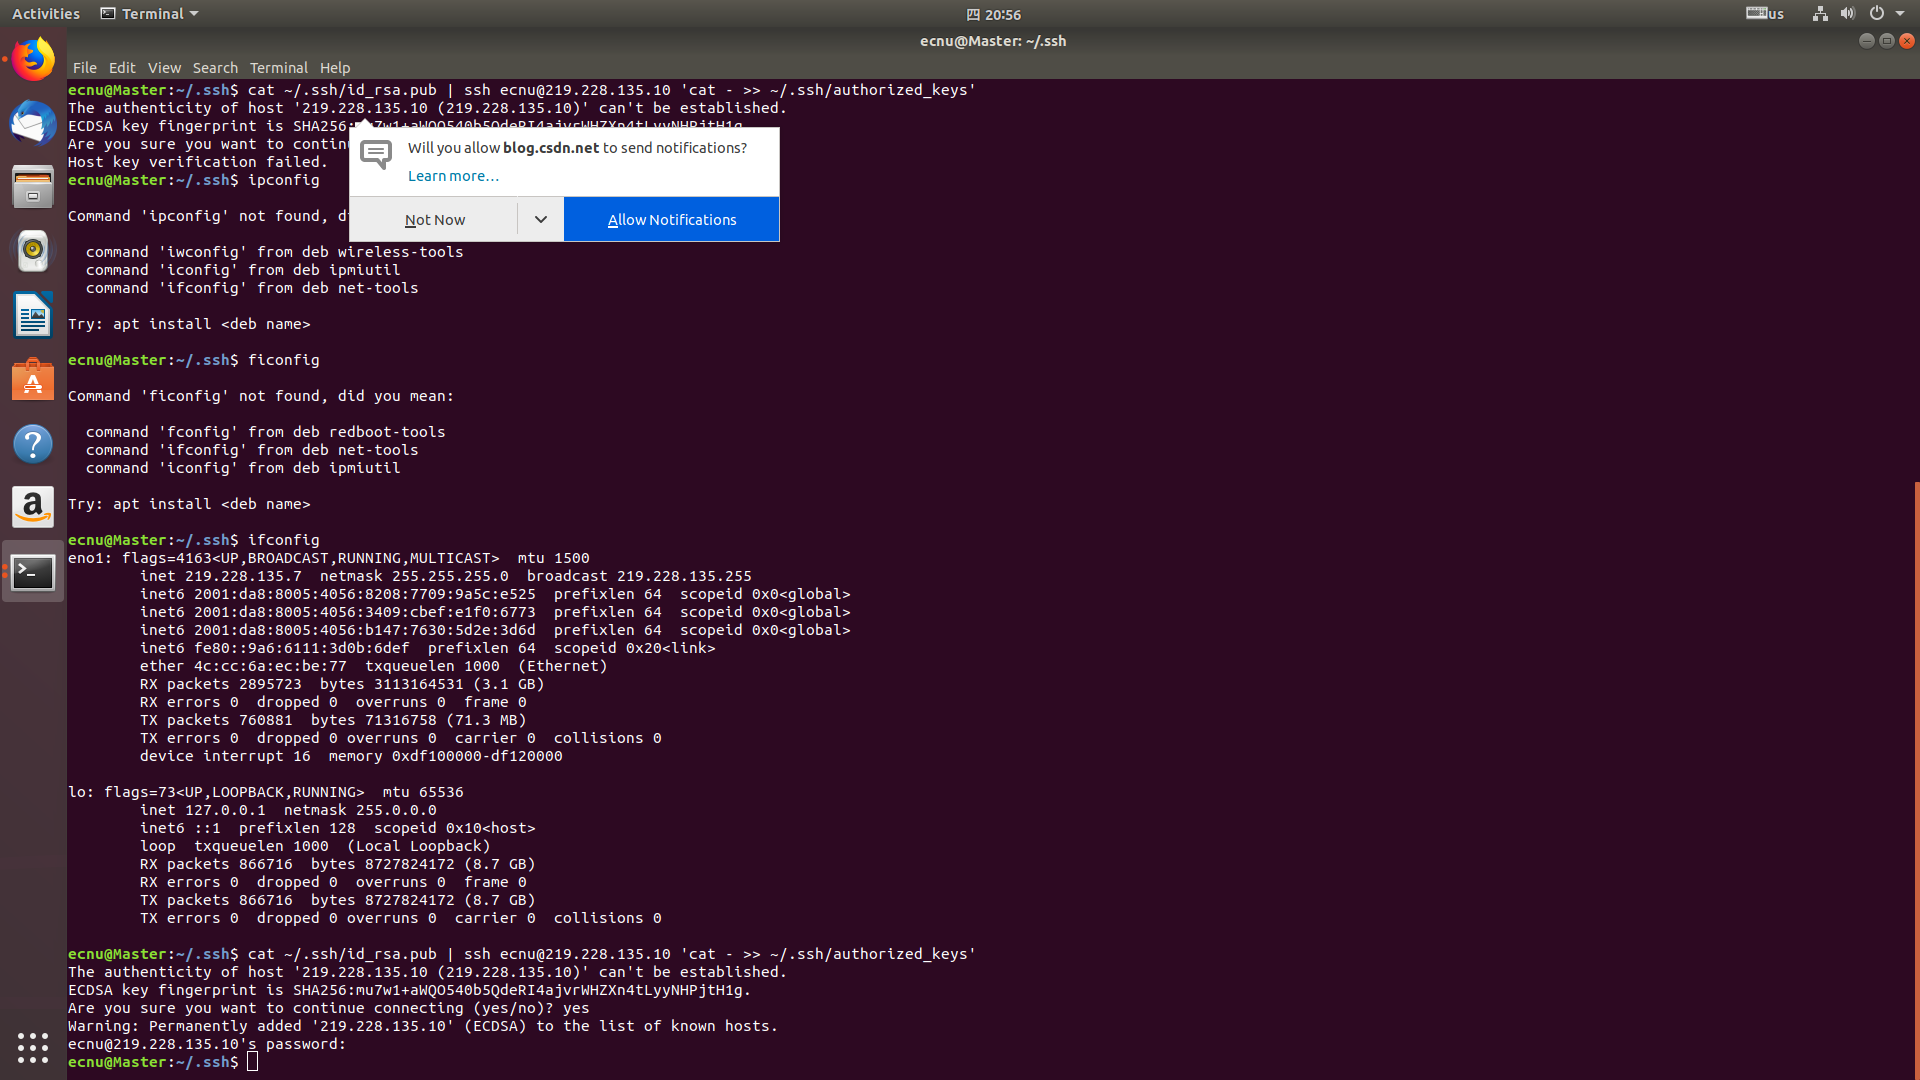 Activities Terminal 四 20:56 us
ecnu@Master: ~/.ssh
File Edit View Search Terminal Help
ecnu@Master:~/.ssh$ cat ~/.ssh/id_rsa.pub | ssh ecnu@219.228.135.10 'cat - >> ~/.ssh/authorized_keys'
The authenticity of host '219.228.135.10 (219.228.135.10)' can't be established.
ECDSA key fingerprint is SHA256:mu7w1+aWQO540b5QdeRI4ajvrWHZXn4tLyyNHPjtH1g.
Are you sure you want to contin
Host key verification failed.
Will you allow blog.csdn.net to send notifications?
Learn more…
Not Now
Allow Notifications
ecnu@Master:~/.ssh$ ipconfig
Command 'ipconfig' not found, d
command 'iwconfig' from deb wireless-tools
command 'iconfig' from deb ipmiutil
command 'ifconfig' from deb net-tools
Try: apt install <deb name>
ecnu@Master:~/.ssh$ ficonfig
Command 'ficonfig' not found, did you mean:
command 'fconfig' from deb redboot-tools
command 'ifconfig' from deb net-tools
command 'iconfig' from deb ipmiutil
Try: apt install <deb name>
ecnu@Master:~/.ssh$ ifconfig
eno1: flags=4163<UP,BROADCAST,RUNNING,MULTICAST> mtu 1500
inet 219.228.135.7 netmask 255.255.255.0 broadcast 219.228.135.255
inet6 2001:da8:8005:4056:8208:7709:9a5c:e525 prefixlen 64 scopeid 0x0<global>
inet6 2001:da8:8005:4056:3409:cbef:e1f0:6773 prefixlen 64 scopeid 0x0<global>
inet6 2001:da8:8005:4056:b147:7630:5d2e:3d6d prefixlen 64 scopeid 0x0<global>
inet6 fe80::9a6:6111:3d0b:6def prefixlen 64 scopeid 0x20<link>
ether 4c:cc:6a:ec:be:77 txqueuelen 1000 (Ethernet)
RX packets 2895723 bytes 3113164531 (3.1 GB)
RX errors 0 dropped 0 overruns 0 frame 0
TX packets 760881 bytes 71316758 (71.3 MB)
TX errors 0 dropped 0 overruns 0 carrier 0 collisions 0
device interrupt 16 memory 0xdf100000-df120000
lo: flags=73<UP,LOOPBACK,RUNNING> mtu 65536
inet 127.0.0.1 netmask 255.0.0.0
inet6 ::1 prefixlen 128 scopeid 0x10<host>
loop txqueuelen 1000 (Local Loopback)
RX packets 866716 bytes 8727824172 (8.7 GB)
RX errors 0 dropped 0 overruns 0 frame 0
TX packets 866716 bytes 8727824172 (8.7 GB)
TX errors 0 dropped 0 overruns 0 carrier 0 collisions 0
ecnu@Master:~/.ssh$ cat ~/.ssh/id_rsa.pub | ssh ecnu@219.228.135.10 'cat - >> ~/.ssh/authorized_keys'
The authenticity of host '219.228.135.10 (219.228.135.10)' can't be established.
ECDSA key fingerprint is SHA256:mu7w1+aWQO540b5QdeRI4ajvrWHZXn4tLyyNHPjtH1g.
Are you sure you want to continue connecting (yes/no)? yes
Warning: Permanently added '219.228.135.10' (ECDSA) to the list of known hosts.
ecnu@219.228.135.10's password:
ecnu@Master:~/.ssh$